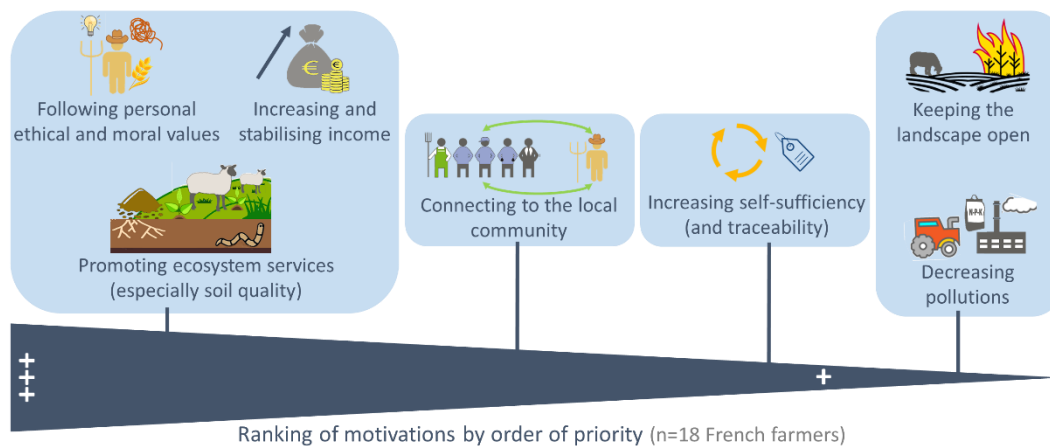 Following personal
ethical and moral values
€
Increasing and
stabilising income
Promoting ecosystem services
(especially soil quality)
Connecting to the local
community
Increasing self-sufficiency
(and traceability)
Keeping the
landscape open
N-P-K
Decreasing
pollutions
+
+
+
+
Ranking of motivations by order of priority (n=18 French farmers)